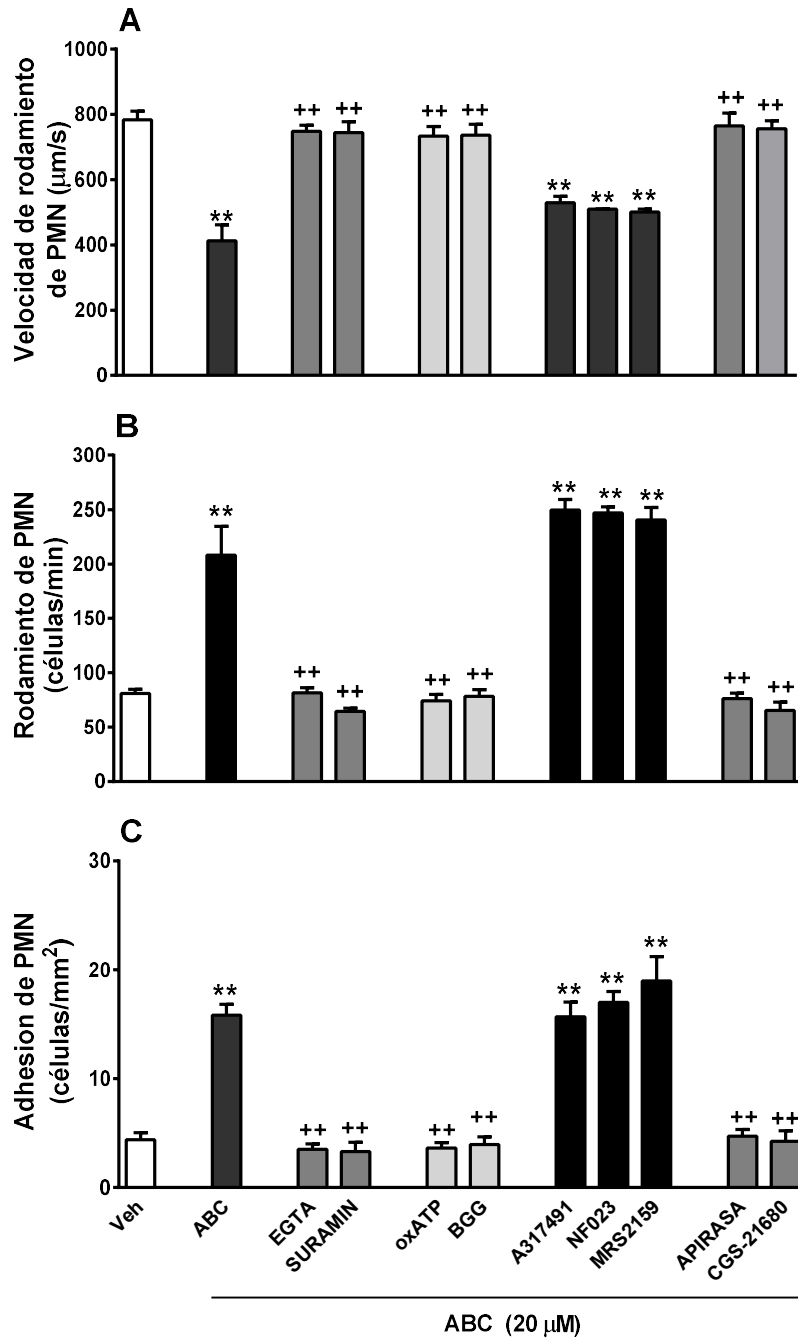 A
Velocidad de rodamiento
de PMN (μm/s)
1000
800
600
400
200
0
**
++
++
++
++
**
**
**
++
++
B
Rodamiento de PMN
(células/min)
300
250
200
150
100
50
0
**
++
++
++
++
**
**
**
++
++
C
Adhesion de PMN
(células/mm²)
30
20
10
0
**
++
++
++
++
**
**
**
++
++
Veh
ABC
EGTA
SURAMIN
oxATP
BGG
A317491
NF023
MRS2159
APIRASA
CGS-21680
ABC (20 μM)